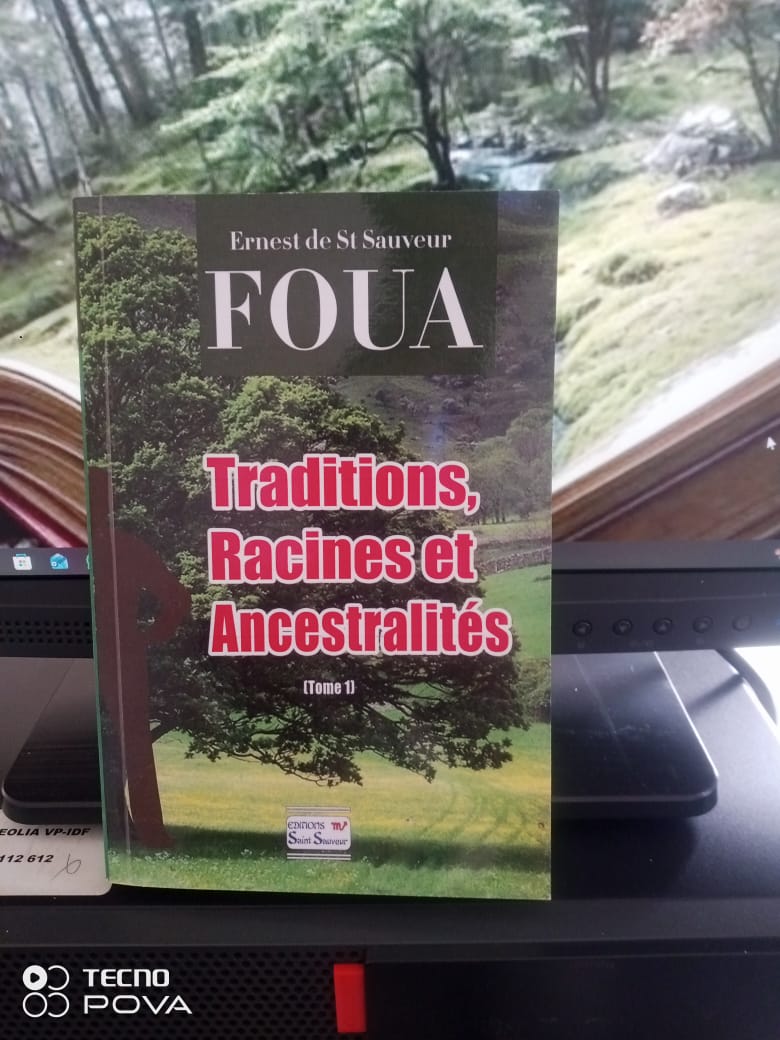 Ernest de St Sauveur
FOUA
Traditions,
Racines et
Ancestralités
(Tome 1)
EDITIONS
Saint Sauveur
EOLIA VP-IDF
112 612
TECNO
POVA